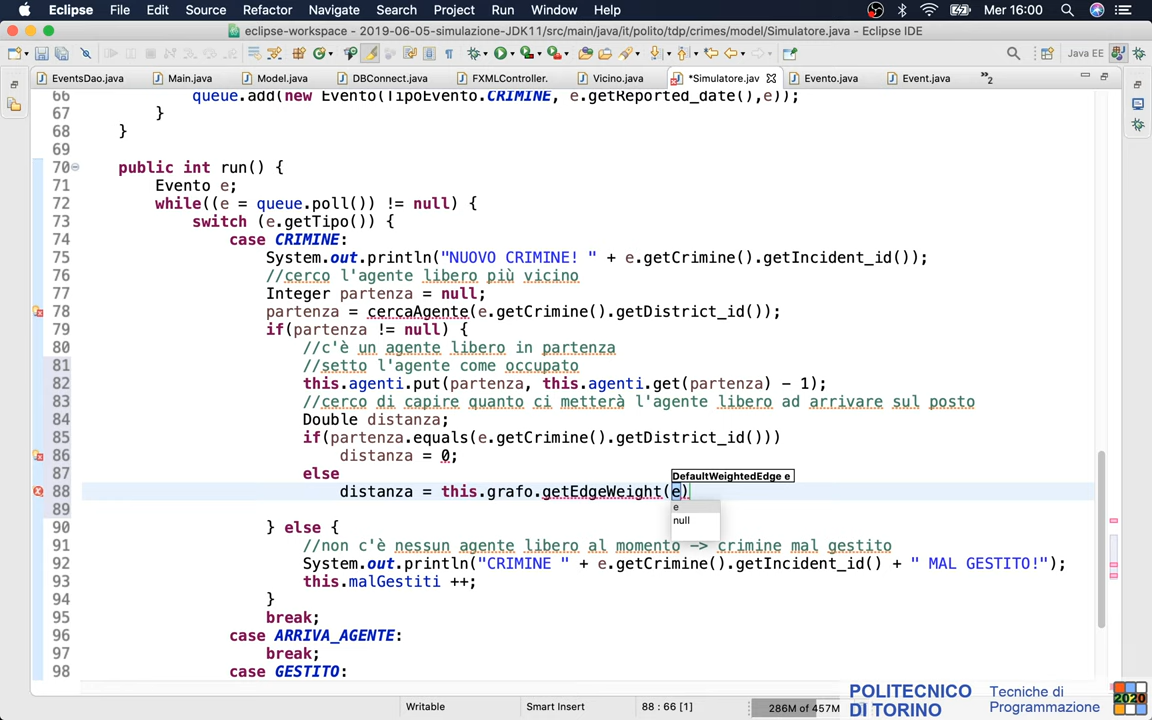 Eclipse File Edit Source Refactor Navigate Search Project Run Window Help Mer 16:00
eclipse-workspace - 2019-06-05-simulazione-JDK11/src/main/java/it/polito/tdp/crimes/model/Simulatore.java - Eclipse IDE
Java EE
EventsDao.java Main.java Model.java DBConnect.java FXMLController. Vicino.java *Simulatore.jav Evento.java Event.java »2
66 queue.add(new Evento(TipoEvento.CRIMINE, e.getReported_date(),e));
67 }
68 }
69
70 public int run() {
71 Evento e;
72 while((e = queue.poll()) != null) {
73 switch (e.getTipo()) {
74 case CRIMINE:
75 System.out.println("NUOVO CRIMINE! " + e.getCrimine().getIncident_id());
76 //cerco l'agente libero più vicino
77 Integer partenza = null;
78 partenza = cercaAgente(e.getCrimine().getDistrict_id());
79 if(partenza != null) {
80 //c'è un agente libero in partenza
81 //setto l'agente come occupato
82 this.agenti.put(partenza, this.agenti.get(partenza) - 1);
83 //cerco di capire quanto ci metterà l'agente libero ad arrivare sul posto
84 Double distanza;
85 if(partenza.equals(e.getCrimine().getDistrict_id()))
86 distanza = 0;
87 else
DefaultWeightedEdge e
88 distanza = this.grafo.getEdgeWeight(e)
e
89
null
90 } else {
91 //non c'è nessun agente libero al momento -> crimine mal gestito
92 System.out.println("CRIMINE " + e.getCrimine().getIncident_id() + " MAL GESTITO!");
93 this.malGestiti ++;
94 }
95 break;
96 case ARRIVA_AGENTE:
97 break;
98 case GESTITO:
Writable Smart Insert 88 : 66 [1] 286M of 457M
POLITECNICO
DI TORINO
Tecniche di
Programmazione
2020